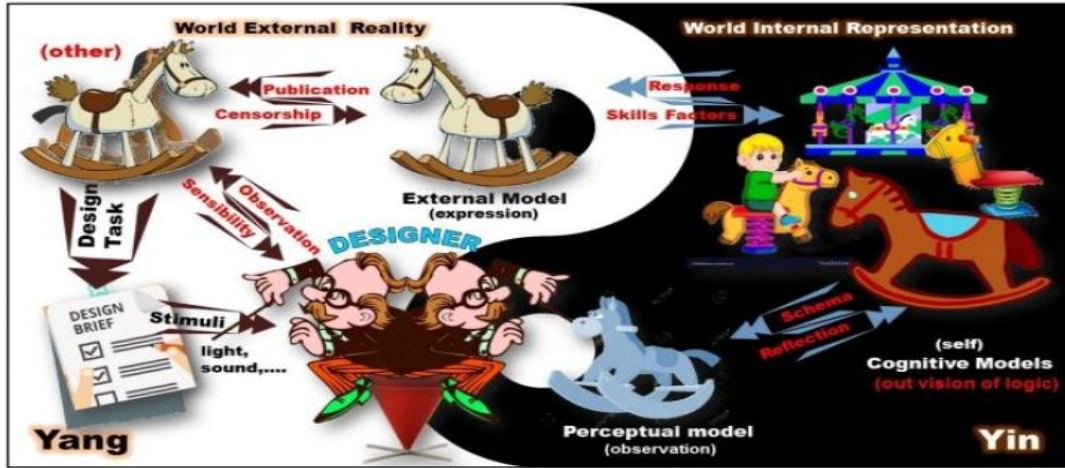 World External Reality
World Internal Representation
(other)
Publication
Censorship
Response
Skills Factors
External Model
(expression)
Design
Task
Observation
Sensibility
DESIGNER
DESIGN
BRIEF
Stimuli
light,
sound,....
Schema
Reflection
(self)
Cognitive Models
(out vision of logic)
Perceptual model
(observation)
Yang
Yin